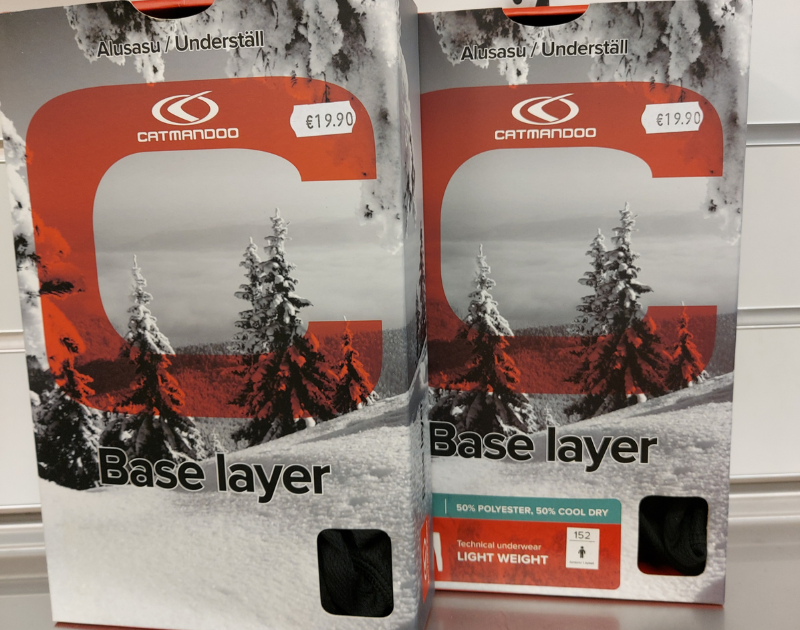 Alusasu / Underställ
CATMANDOO
€19.90
Base layer
Alusasu / Underställ
CATMANDOO
€19.90
Base layer
50% POLYESTER, 50% COOL DRY
Technical underwear
LIGHT WEIGHT
152